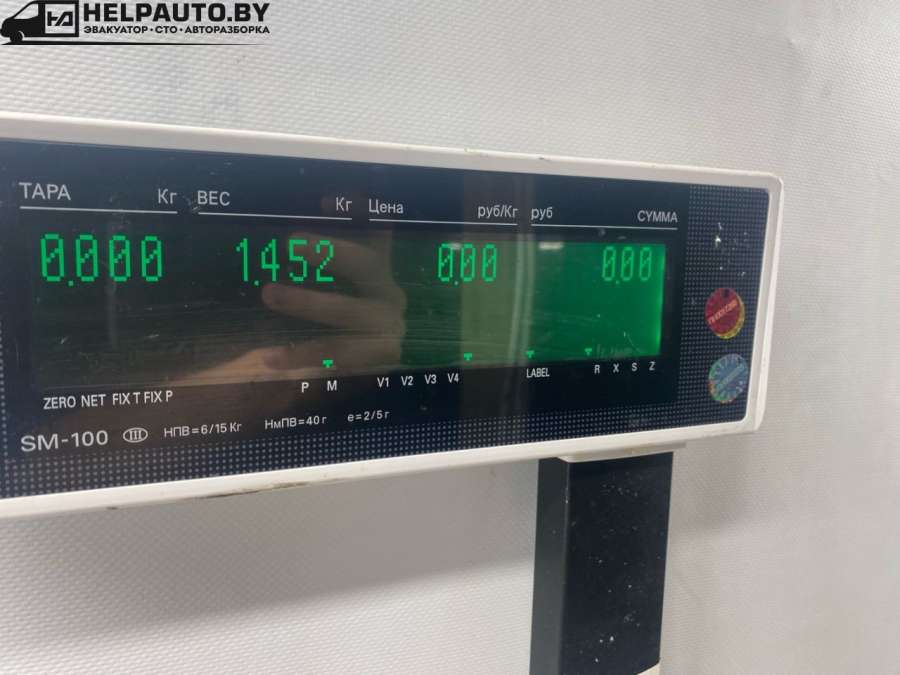 HELPAUTO.BY
ЭВАКУАТОР · СТО · АВТОРАЗБОРКА
ТАРА Кг ВЕС Кг Цена руб/Кг руб СУММА
0.000 1.452 0.00 0.00
P M V1 V2 V3 V4 LABEL R X S Z
ZERO NET FIX T FIX P
SM-100 III НПВ=6/15 Кг НмПВ=40 г e=2/5 г